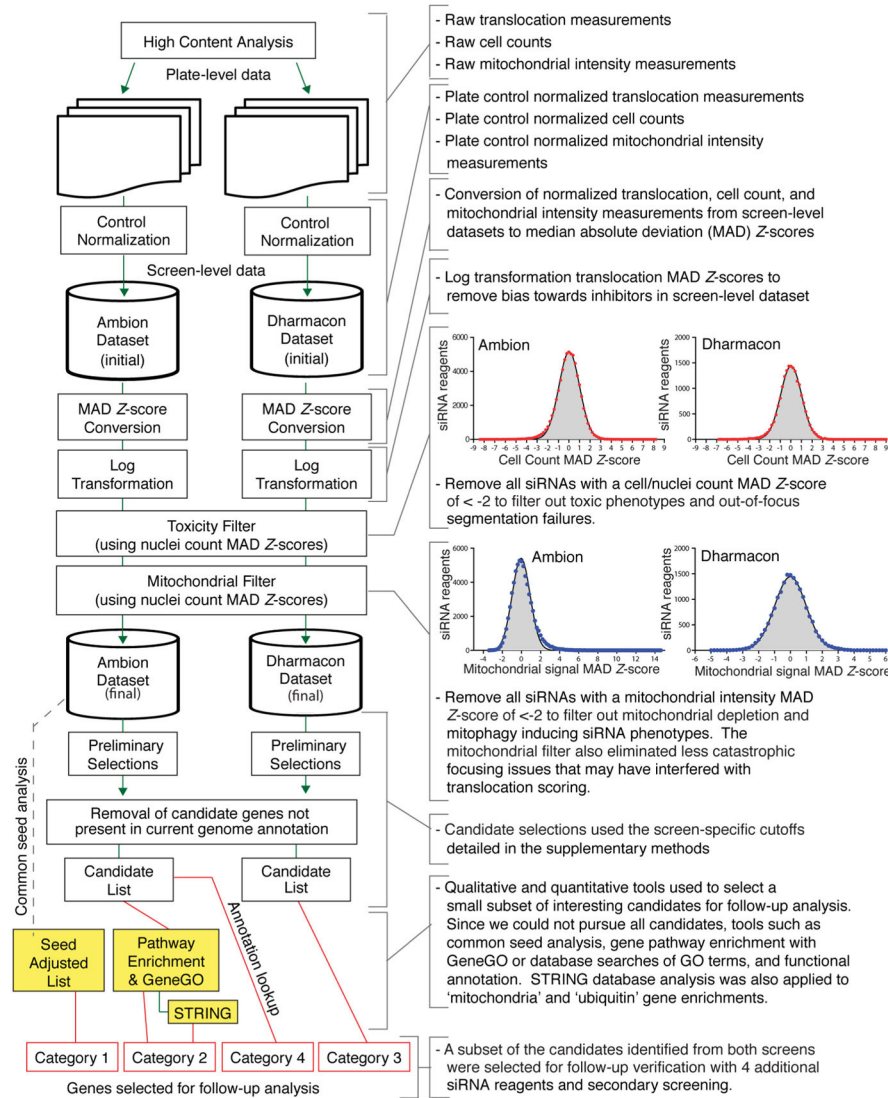 High Content Analysis
Plate-level data
Control
Normalization
Control
Normalization
Screen-level data
Ambion
Dataset
(initial)
Dharmacon
Dataset
(initial)
MAD Z-score
Conversion
MAD Z-score
Conversion
Log
Transformation
Log
Transformation
Toxicity Filter
(using nuclei count MAD Z-scores)
Mitochondrial Filter
(using nuclei count MAD Z-scores)
Ambion
Dataset
(final)
Dharmacon
Dataset
(final)
Preliminary
Selections
Preliminary
Selections
Removal of candidate genes not
present in current genome annotation
Candidate
List
Candidate
List
Common seed analysis
Annotation lookup
Seed
Adjusted
List
Pathway
Enrichment
& GeneGO
STRING
Category 1
Category 2
Category 4
Category 3
Genes selected for follow-up analysis
- Raw translocation measurements
- Raw cell counts
- Raw mitochondrial intensity measurements
- Plate control normalized translocation measurements
- Plate control normalized cell counts
- Plate control normalized mitochondrial intensity
measurements
- Conversion of normalized translocation, cell count, and
mitochondrial intensity measurements from screen-level
datasets to median absolute deviation (MAD) Z-scores
- Log transformation translocation MAD Z-scores to
remove bias towards inhibitors in screen-level dataset
Ambion
siRNA reagents
6000
4000
2000
0
-9 -8 -7 -6 -5 -4 -3 -2 -1 0 1 2 3 4 5 6 7 8 9
Cell Count MAD Z-score
Dharmacon
siRNA reagents
2000
1500
1000
500
0
-9 -8 -7 -6 -5 -4 -3 -2 -1 0 1 2 3 4 5 6 7 8 9
Cell Count MAD Z-score
- Remove all siRNAs with a cell/nuclei count MAD Z-score
of < -2 to filter out toxic phenotypes and out-of-focus
segmentation failures.
Ambion
siRNA reagents
6000
4000
2000
0
-4 -2 0 2 4 6 8 10 12 14
Mitochondrial signal MAD Z-score
Dharmacon
siRNA reagents
2000
1500
1000
500
0
-6 -5 -4 -3 -2 -1 0 1 2 3 4 5 6
Mitochondrial signal MAD Z-score
- Remove all siRNAs with a mitochondrial intensity MAD
Z-score of <-2 to filter out mitochondrial depletion and
mitophagy inducing siRNA phenotypes. The
mitochondrial filter also eliminated less catastrophic
focusing issues that may have interfered with
translocation scoring.
- Candidate selections used the screen-specific cutoffs
detailed in the supplementary methods
- Qualitative and quantitative tools used to select a
small subset of interesting candidates for follow-up analysis.
Since we could not pursue all candidates, tools such as
common seed analysis, gene pathway enrichment with
GeneGO or database searches of GO terms, and functional
annotation. STRING database analysis was also applied to
‘mitochondria’ and ‘ubiquitin’ gene enrichments.
- A subset of the candidates identified from both screens
were selected for follow-up verification with 4 additional
siRNA reagents and secondary screening.